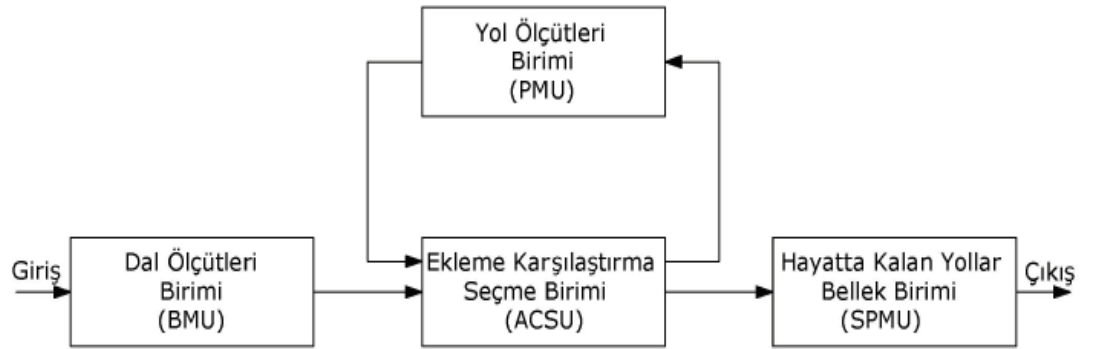 Yol Ölçütleri
Birimi
(PMU)
Giriş
Dal Ölçütleri
Birimi
(BMU)
Ekleme Karşılaştırma
Seçme Birimi
(ACSU)
Hayatta Kalan Yollar
Bellek Birimi
(SPMU)
Çıkış